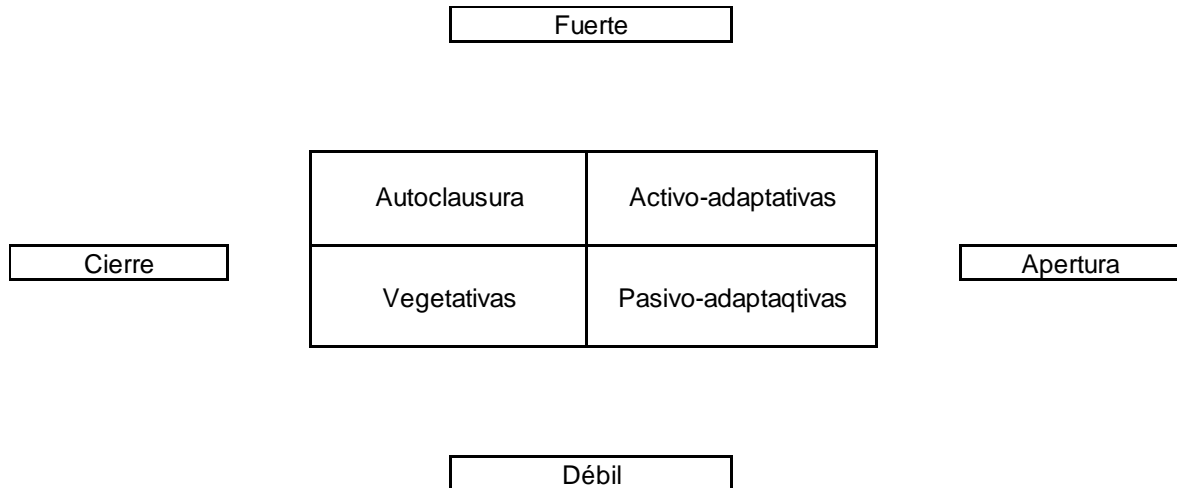 Fuerte
Autoclausura
Activo-adaptativas
Cierre
Apertura
Vegetativas
Pasivo-adaptaqtivas
Débil